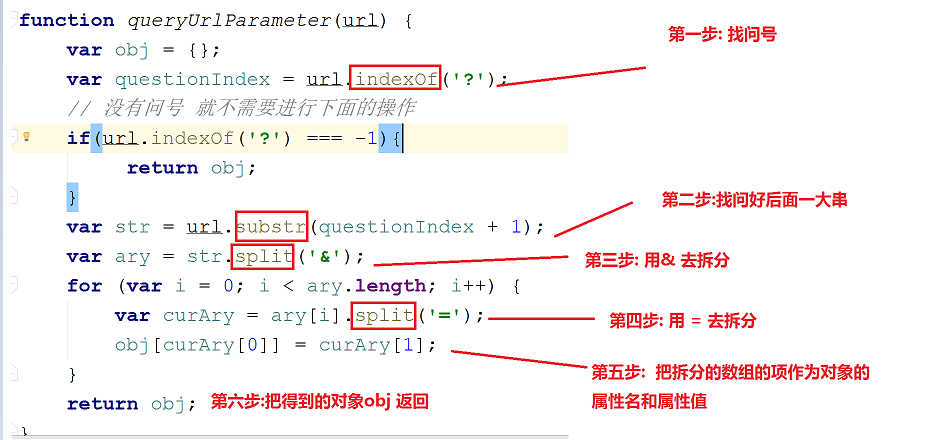 function queryUrlParameter(url) {
var obj = {};
第一步: 找问号
var questionIndex = url.indexOf('?');
// 没有问号 就不需要进行下面的操作
if(url.indexOf('?') === -1){
return obj;
}
第二步:找问好后面一大串
var str = url.substr(questionIndex + 1);
var ary = str.split('&');
第三步: 用& 去拆分
for (var i = 0; i < ary.length; i++) {
var curAry = ary[i].split('=');
第四步: 用 = 去拆分
obj[curAry[0]] = curAry[1];
第五步: 把拆分的数组的项作为对象的
属性名和属性值
}
return obj; 第六步:把得到的对象obj 返回
}